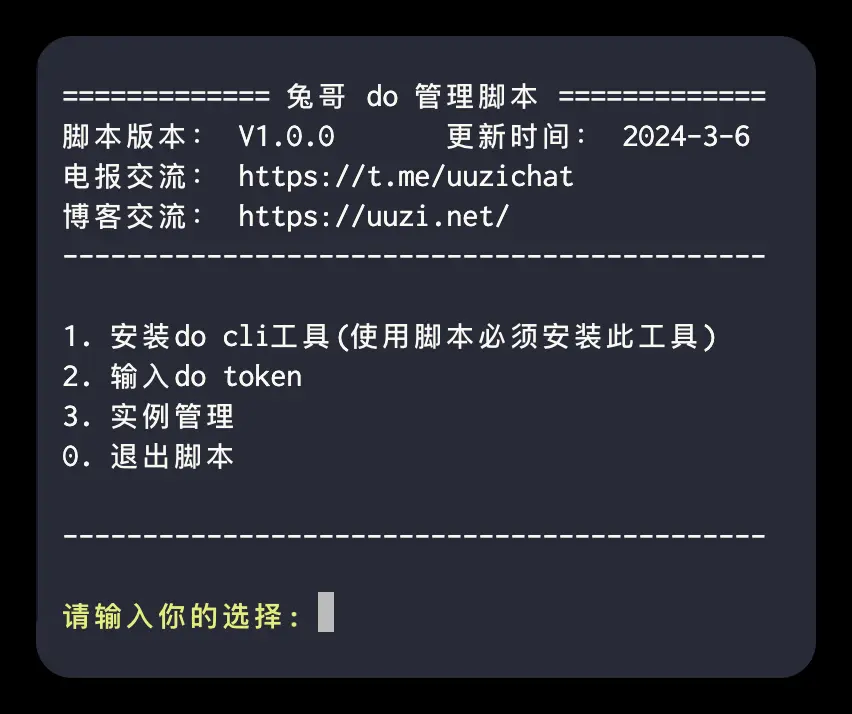 ============= 兔哥 do 管理脚本 =============
脚本版本： V1.0.0 更新时间： 2024-3-6
电报交流： https://t.me/uuzichat
博客交流： https://uuzi.net/
--------------------------------------------
1. 安装do cli工具(使用脚本必须安装此工具)
2. 输入do token
3. 实例管理
0. 退出脚本
--------------------------------------------
请输入你的选择: